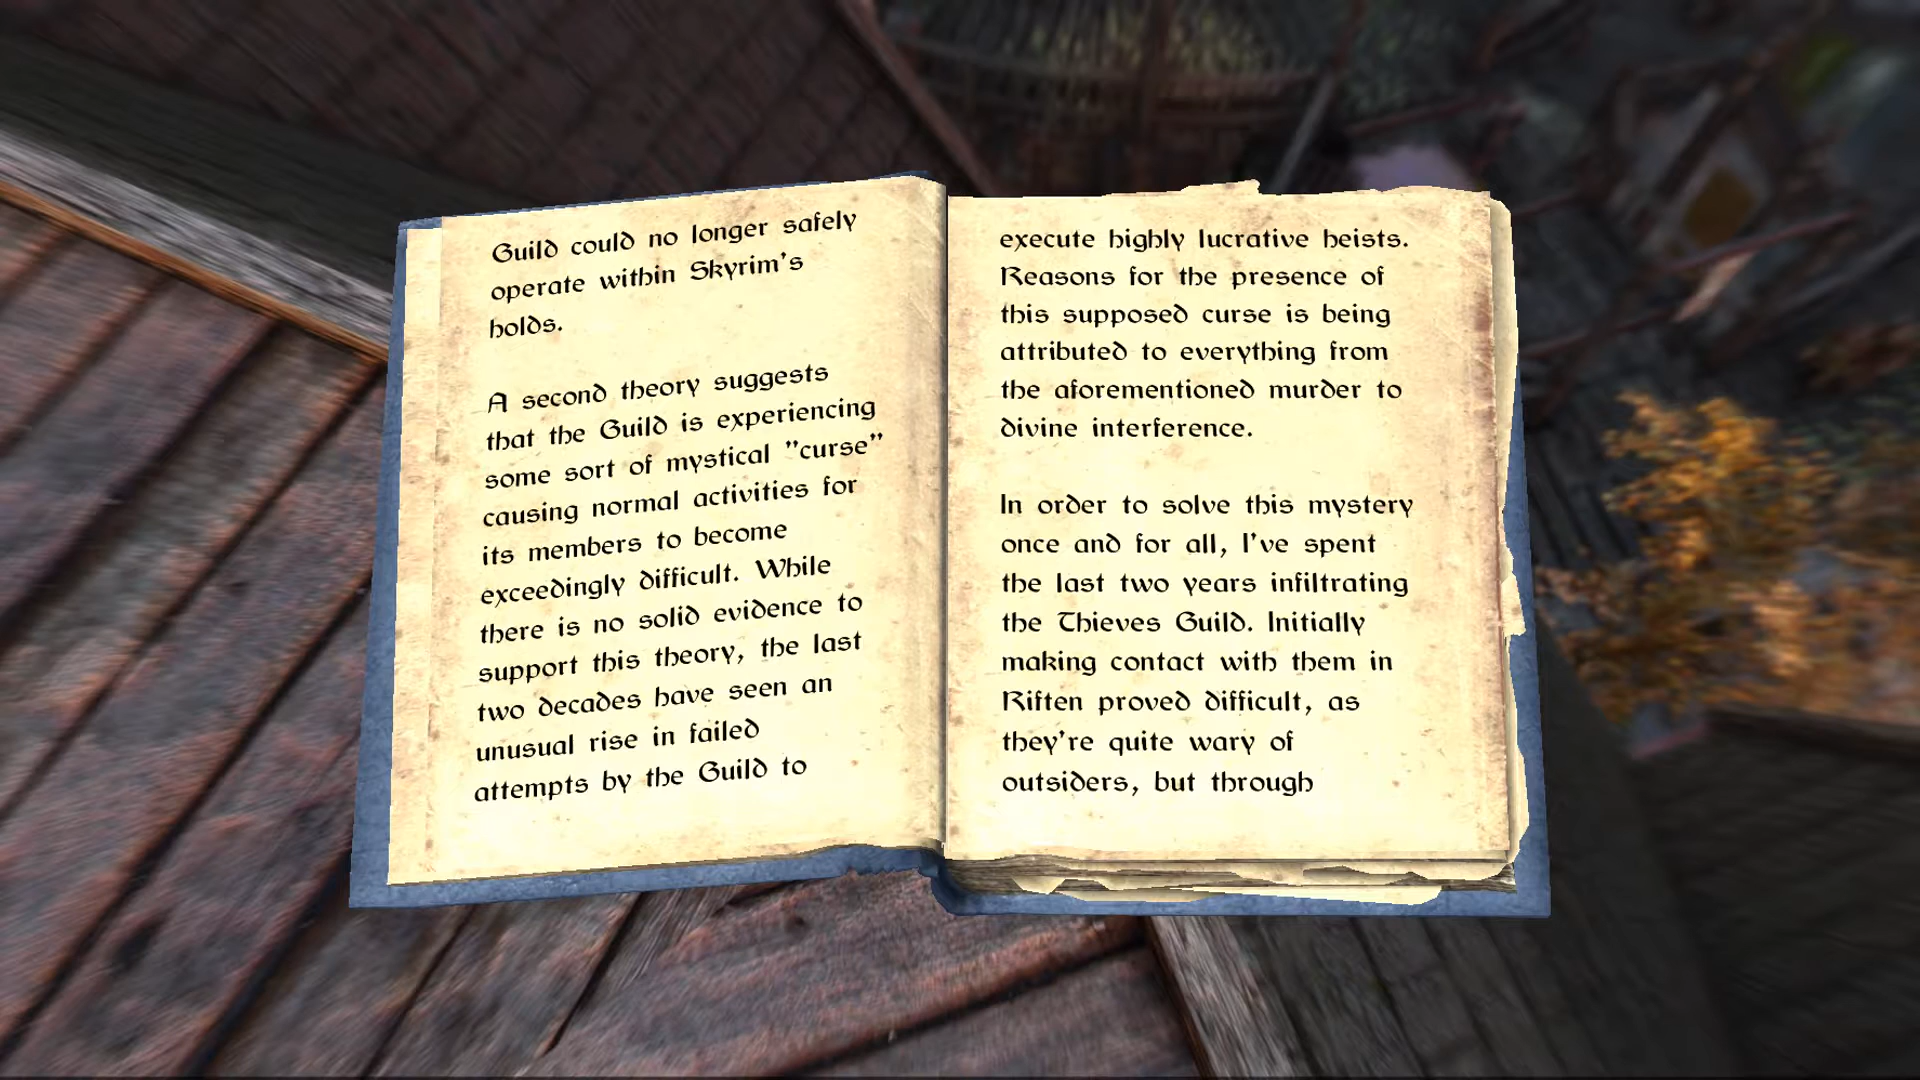 Guild could no longer safely
operate within Skyrim's
holds.
A second theory suggests
that the Guild is experiencing
some sort of mystical "curse"
causing normal activities for
its members to become
exceedingly difficult. While
there is no solid evidence to
support this theory, the last
two decades have seen an
unusual rise in failed
attempts by the Guild to
execute highly lucrative heists.
Reasons for the presence of
this supposed curse is being
attributed to everything from
the aforementioned murder to
divine interference.
In order to solve this mystery
once and for all, I've spent
the last two years infiltrating
the Thieves Guild. Initially
making contact with them in
Riften proved difficult, as
they're quite wary of
outsiders, but through